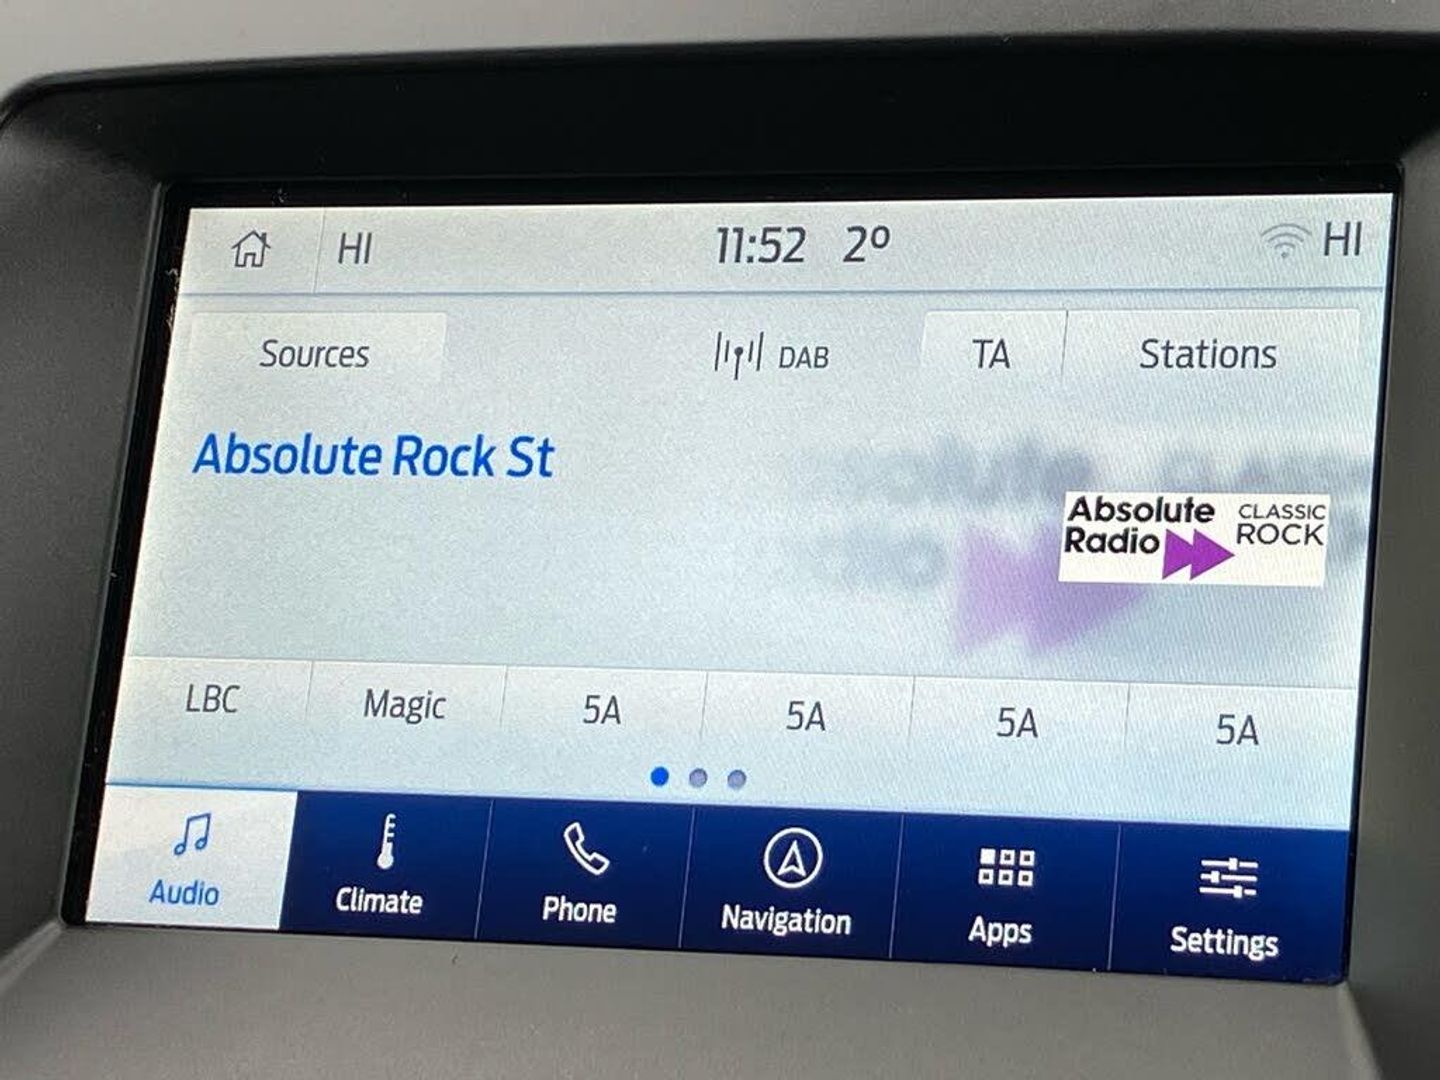 HI 11:52 2º HI
Sources DAB TA Stations
Absolute Rock St
Absolute CLASSIC
Radio ROCK
LBC Magic 5A 5A 5A 5A
Audio Climate Phone Navigation Apps Settings